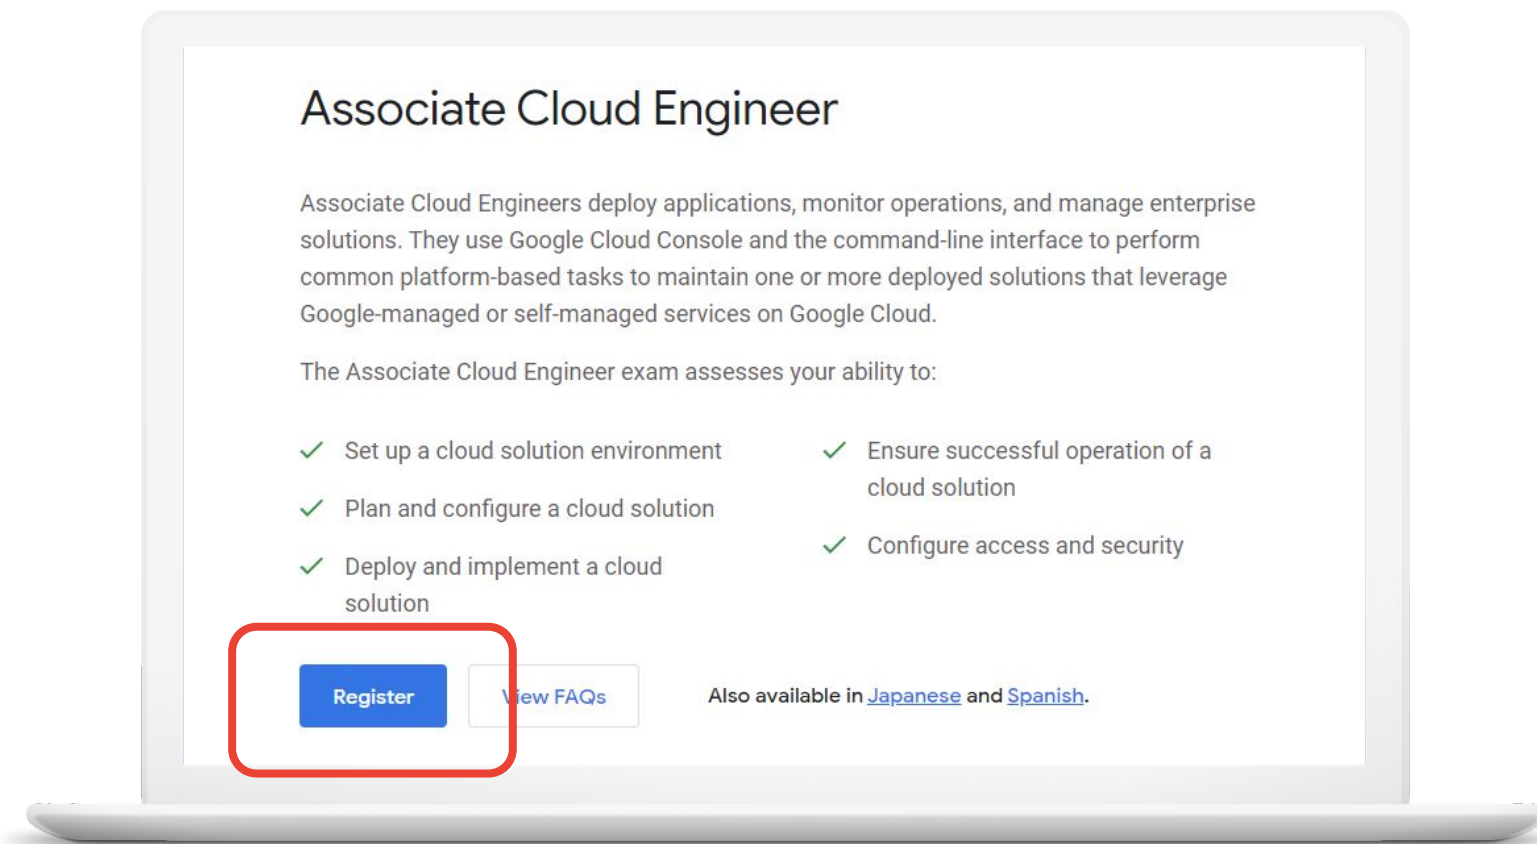 Associate Cloud Engineer
Associate Cloud Engineers deploy applications, monitor operations, and manage enterprise
solutions. They use Google Cloud Console and the command-line interface to perform
common platform-based tasks to maintain one or more deployed solutions that leverage
Google-managed or self-managed services on Google Cloud.
The Associate Cloud Engineer exam assesses your ability to:
Set up a cloud solution environment
Plan and configure a cloud solution
Deploy and implement a cloud
solution
Ensure successful operation of a
cloud solution
Configure access and security
Register
View FAQs
Also available in Japanese and Spanish.